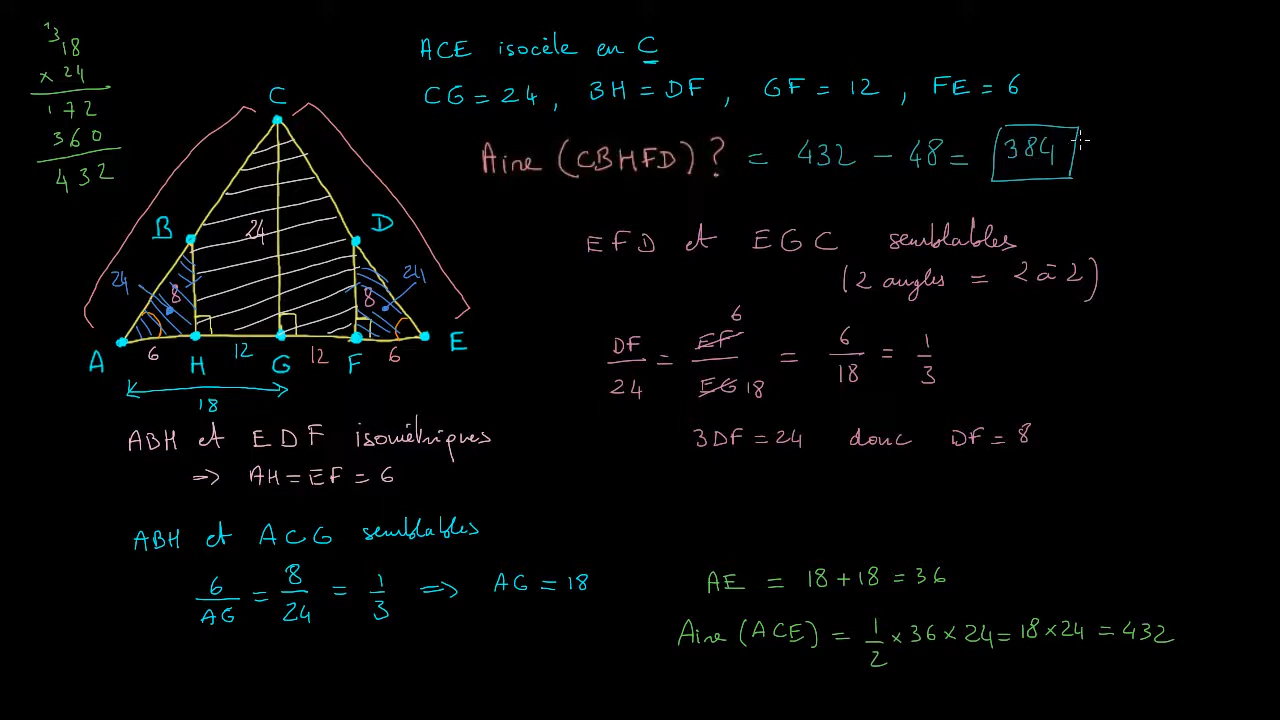 13
18
x 24
172
360
432
ACE isocèle en C
CG = 24 , BH = DF , GF = 12 , FE = 6
Aire (CBHFD) ? = 432 - 48 = 384
C
B
D
24
24
8
8
24
A
6
H
12
G
12
F
6
E
18
EFD et EGC semblables
(2 angles = 2 à 2)
DF/24 = EF 6/EG 18 = 6/18 = 1/3
3DF = 24 donc DF = 8
ABH et EDF isométriques
=> AH = EF = 6
ABH et ACG semblables
6/AG = 8/24 = 1/3 => AG = 18
AE = 18 + 18 = 36
Aire (ACE) = 1/2 x 36 x 24 = 18 x 24 = 432